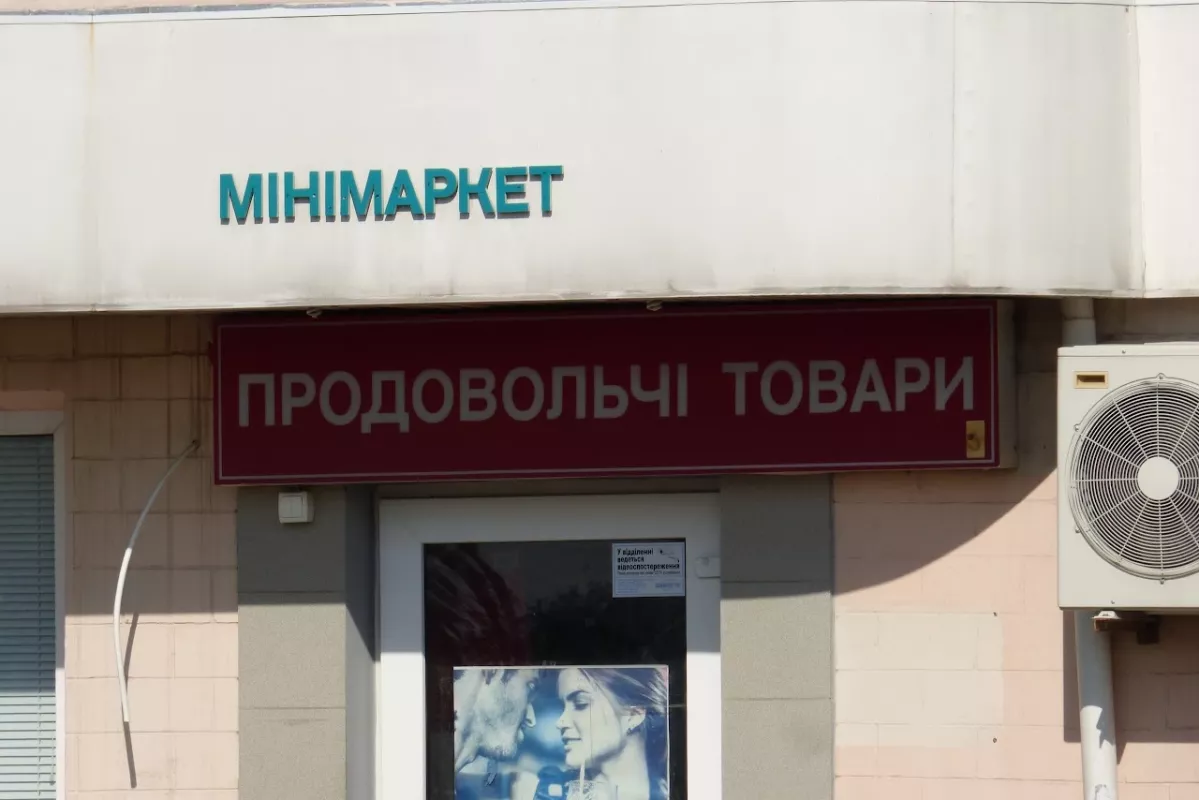 МІНІМАРКЕТ
ПРОДОВОЛЬЧІ ТОВАРИ
У відділенні
ведеться
відеоспостереження